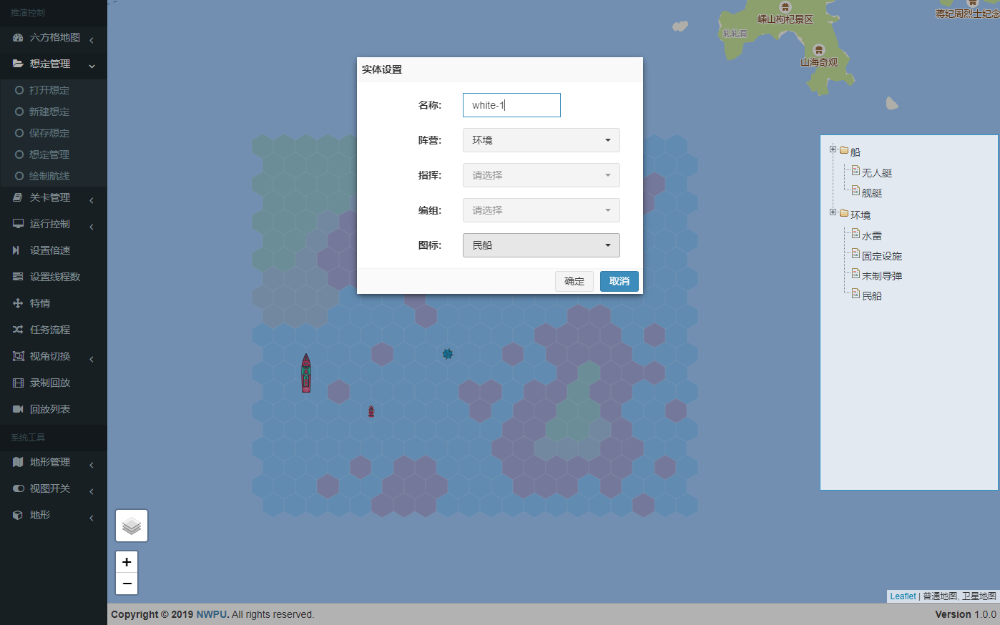 推演控制
六方格地图
想定管理
打开想定
新建想定
保存想定
想定管理
绘制航线
关卡管理
运行控制
设置倍速
设置线程数
特情
任务流程
视角切换
录制回放
回放列表
系统工具
地形管理
视图开关
地形
嵊山枸杞景区
轧轧洞
山海奇观
蒋纪周烈士纪念
实体设置
名称: white-1
阵营: 环境
指挥: 请选择
编组: 请选择
图标: 民船
确定 取消
船
无人艇
舰艇
环境
水雷
固定设施
末制导弹
民船
+
−
Leaflet | 普通地图, 卫星地图
Copyright © 2019 NWPU. All rights reserved.
Version 1.0.0